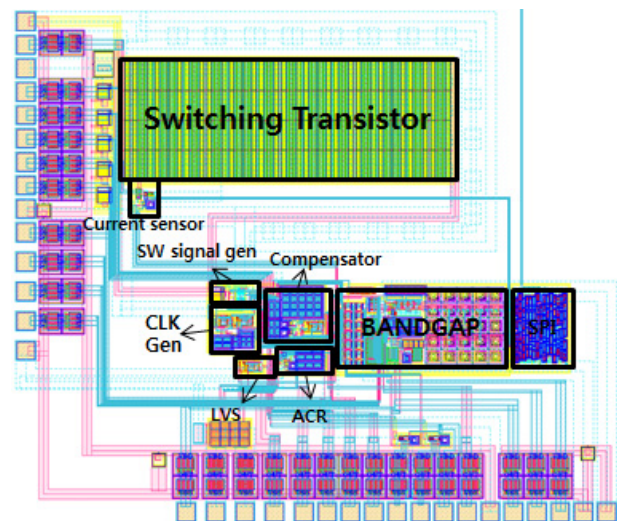 Switching Transistor
Current sensor
SW signal gen
Compensator
CLK
Gen
BANDGAP
SPI
LVS
ACR